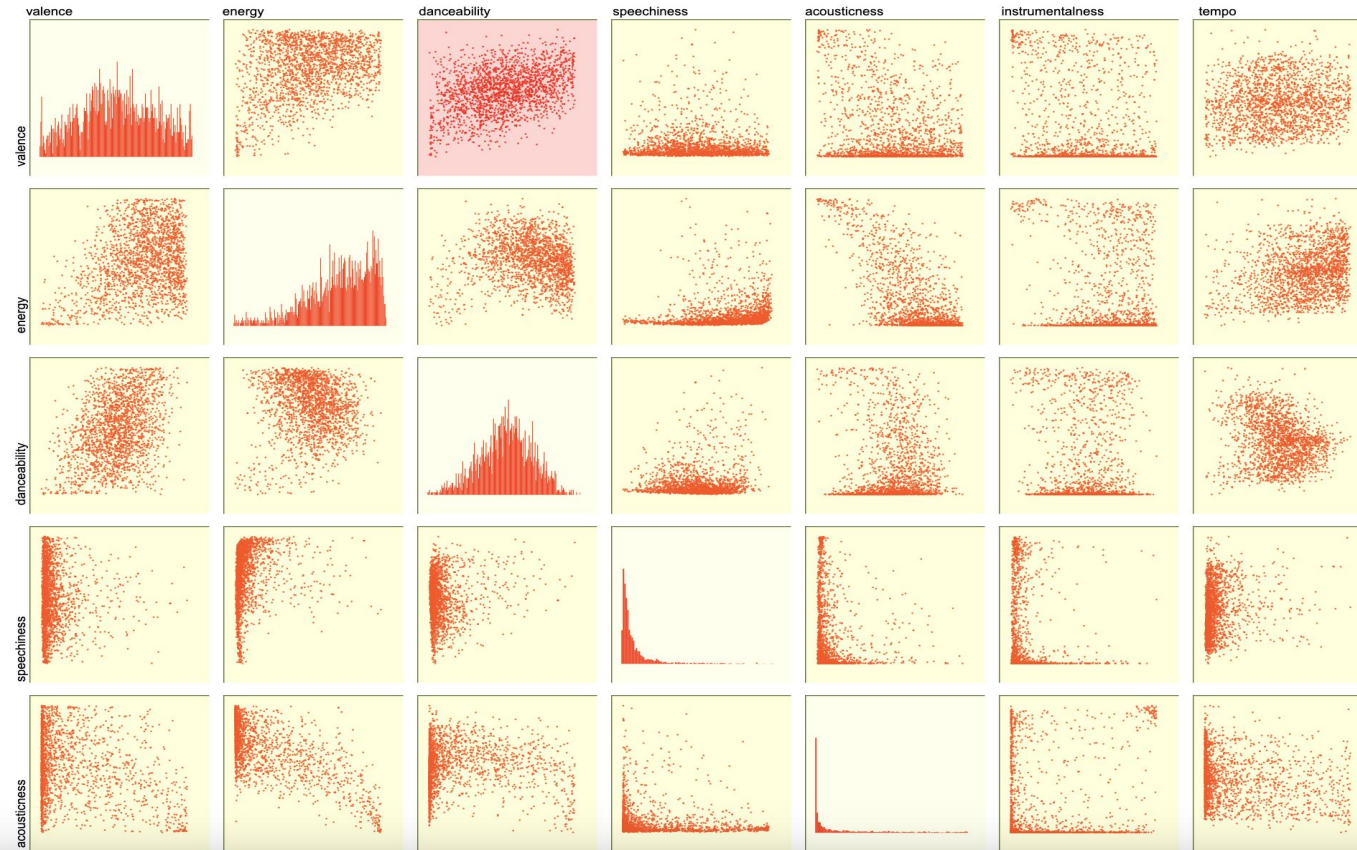 valence energy danceability speechiness acousticness instrumentalness tempo
valence
energy
danceability
speechiness
acousticness